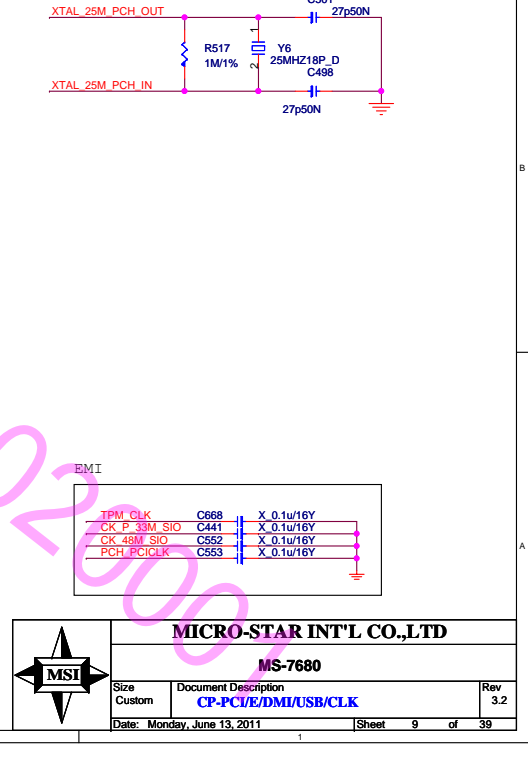 XTAL_25M_PCH_OUT
27p50N
1
R517 Y6
1M/1% 25MHZ18P_D
2 C498
XTAL_25M_PCH_IN
27p50N
B
EMI
TPM_CLK C668 X_0.1u/16Y
CK_P_33M_SIO C441 X_0.1u/16Y
CK_48M_SIO C552 X_0.1u/16Y
PCH_PCICLK C553 X_0.1u/16Y
A
MICRO-STAR INT'L CO.,LTD
MSI
MS-7680
Size Document Description Rev
Custom CP-PCI/E/DMI/USB/CLK 3.2
Date: Monday, June 13, 2011 Sheet 9 of 39
1